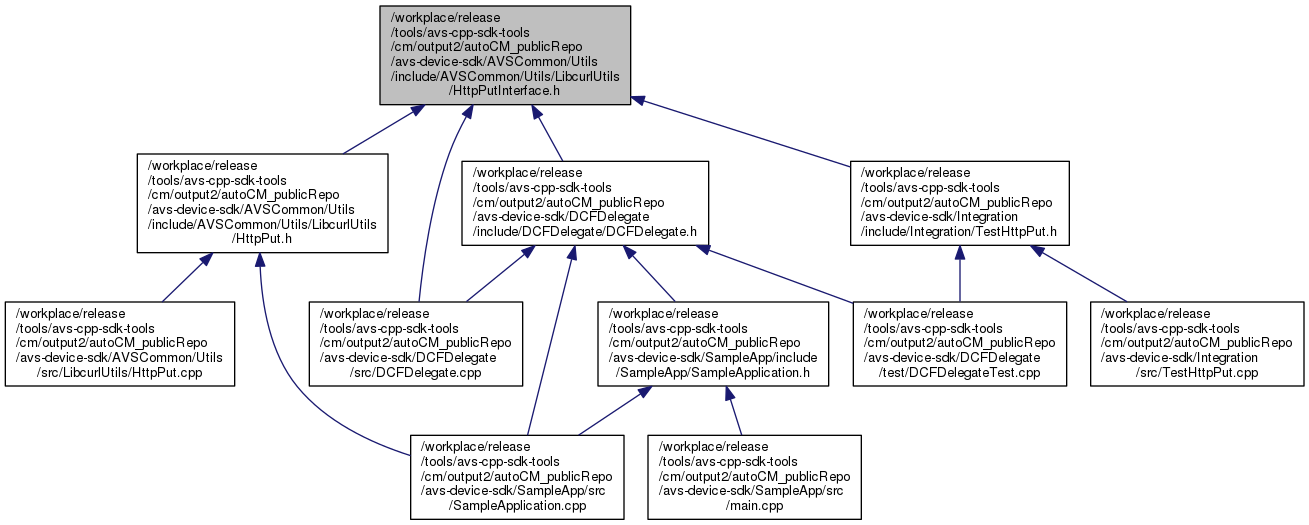 /workplace/release
/tools/avs-cpp-sdk-tools
/cm/output2/autoCM_publicRepo
/avs-device-sdk/AVSCommon/Utils
/include/AVSCommon/Utils/LibcurlUtils
/HttpPutInterface.h
/workplace/release
/tools/avs-cpp-sdk-tools
/cm/output2/autoCM_publicRepo
/avs-device-sdk/AVSCommon/Utils
/include/AVSCommon/Utils/LibcurlUtils
/HttpPut.h
/workplace/release
/tools/avs-cpp-sdk-tools
/cm/output2/autoCM_publicRepo
/avs-device-sdk/DCFDelegate
/include/DCFDelegate/DCFDelegate.h
/workplace/release
/tools/avs-cpp-sdk-tools
/cm/output2/autoCM_publicRepo
/avs-device-sdk/Integration
/include/Integration/TestHttpPut.h
/workplace/release
/tools/avs-cpp-sdk-tools
/cm/output2/autoCM_publicRepo
/avs-device-sdk/AVSCommon/Utils
/src/LibcurlUtils/HttpPut.cpp
/workplace/release
/tools/avs-cpp-sdk-tools
/cm/output2/autoCM_publicRepo
/avs-device-sdk/DCFDelegate
/src/DCFDelegate.cpp
/workplace/release
/tools/avs-cpp-sdk-tools
/cm/output2/autoCM_publicRepo
/avs-device-sdk/SampleApp/include
/SampleApp/SampleApplication.h
/workplace/release
/tools/avs-cpp-sdk-tools
/cm/output2/autoCM_publicRepo
/avs-device-sdk/DCFDelegate
/test/DCFDelegateTest.cpp
/workplace/release
/tools/avs-cpp-sdk-tools
/cm/output2/autoCM_publicRepo
/avs-device-sdk/Integration
/src/TestHttpPut.cpp
/workplace/release
/tools/avs-cpp-sdk-tools
/cm/output2/autoCM_publicRepo
/avs-device-sdk/SampleApp/src
/SampleApplication.cpp
/workplace/release
/tools/avs-cpp-sdk-tools
/cm/output2/autoCM_publicRepo
/avs-device-sdk/SampleApp/src
/main.cpp